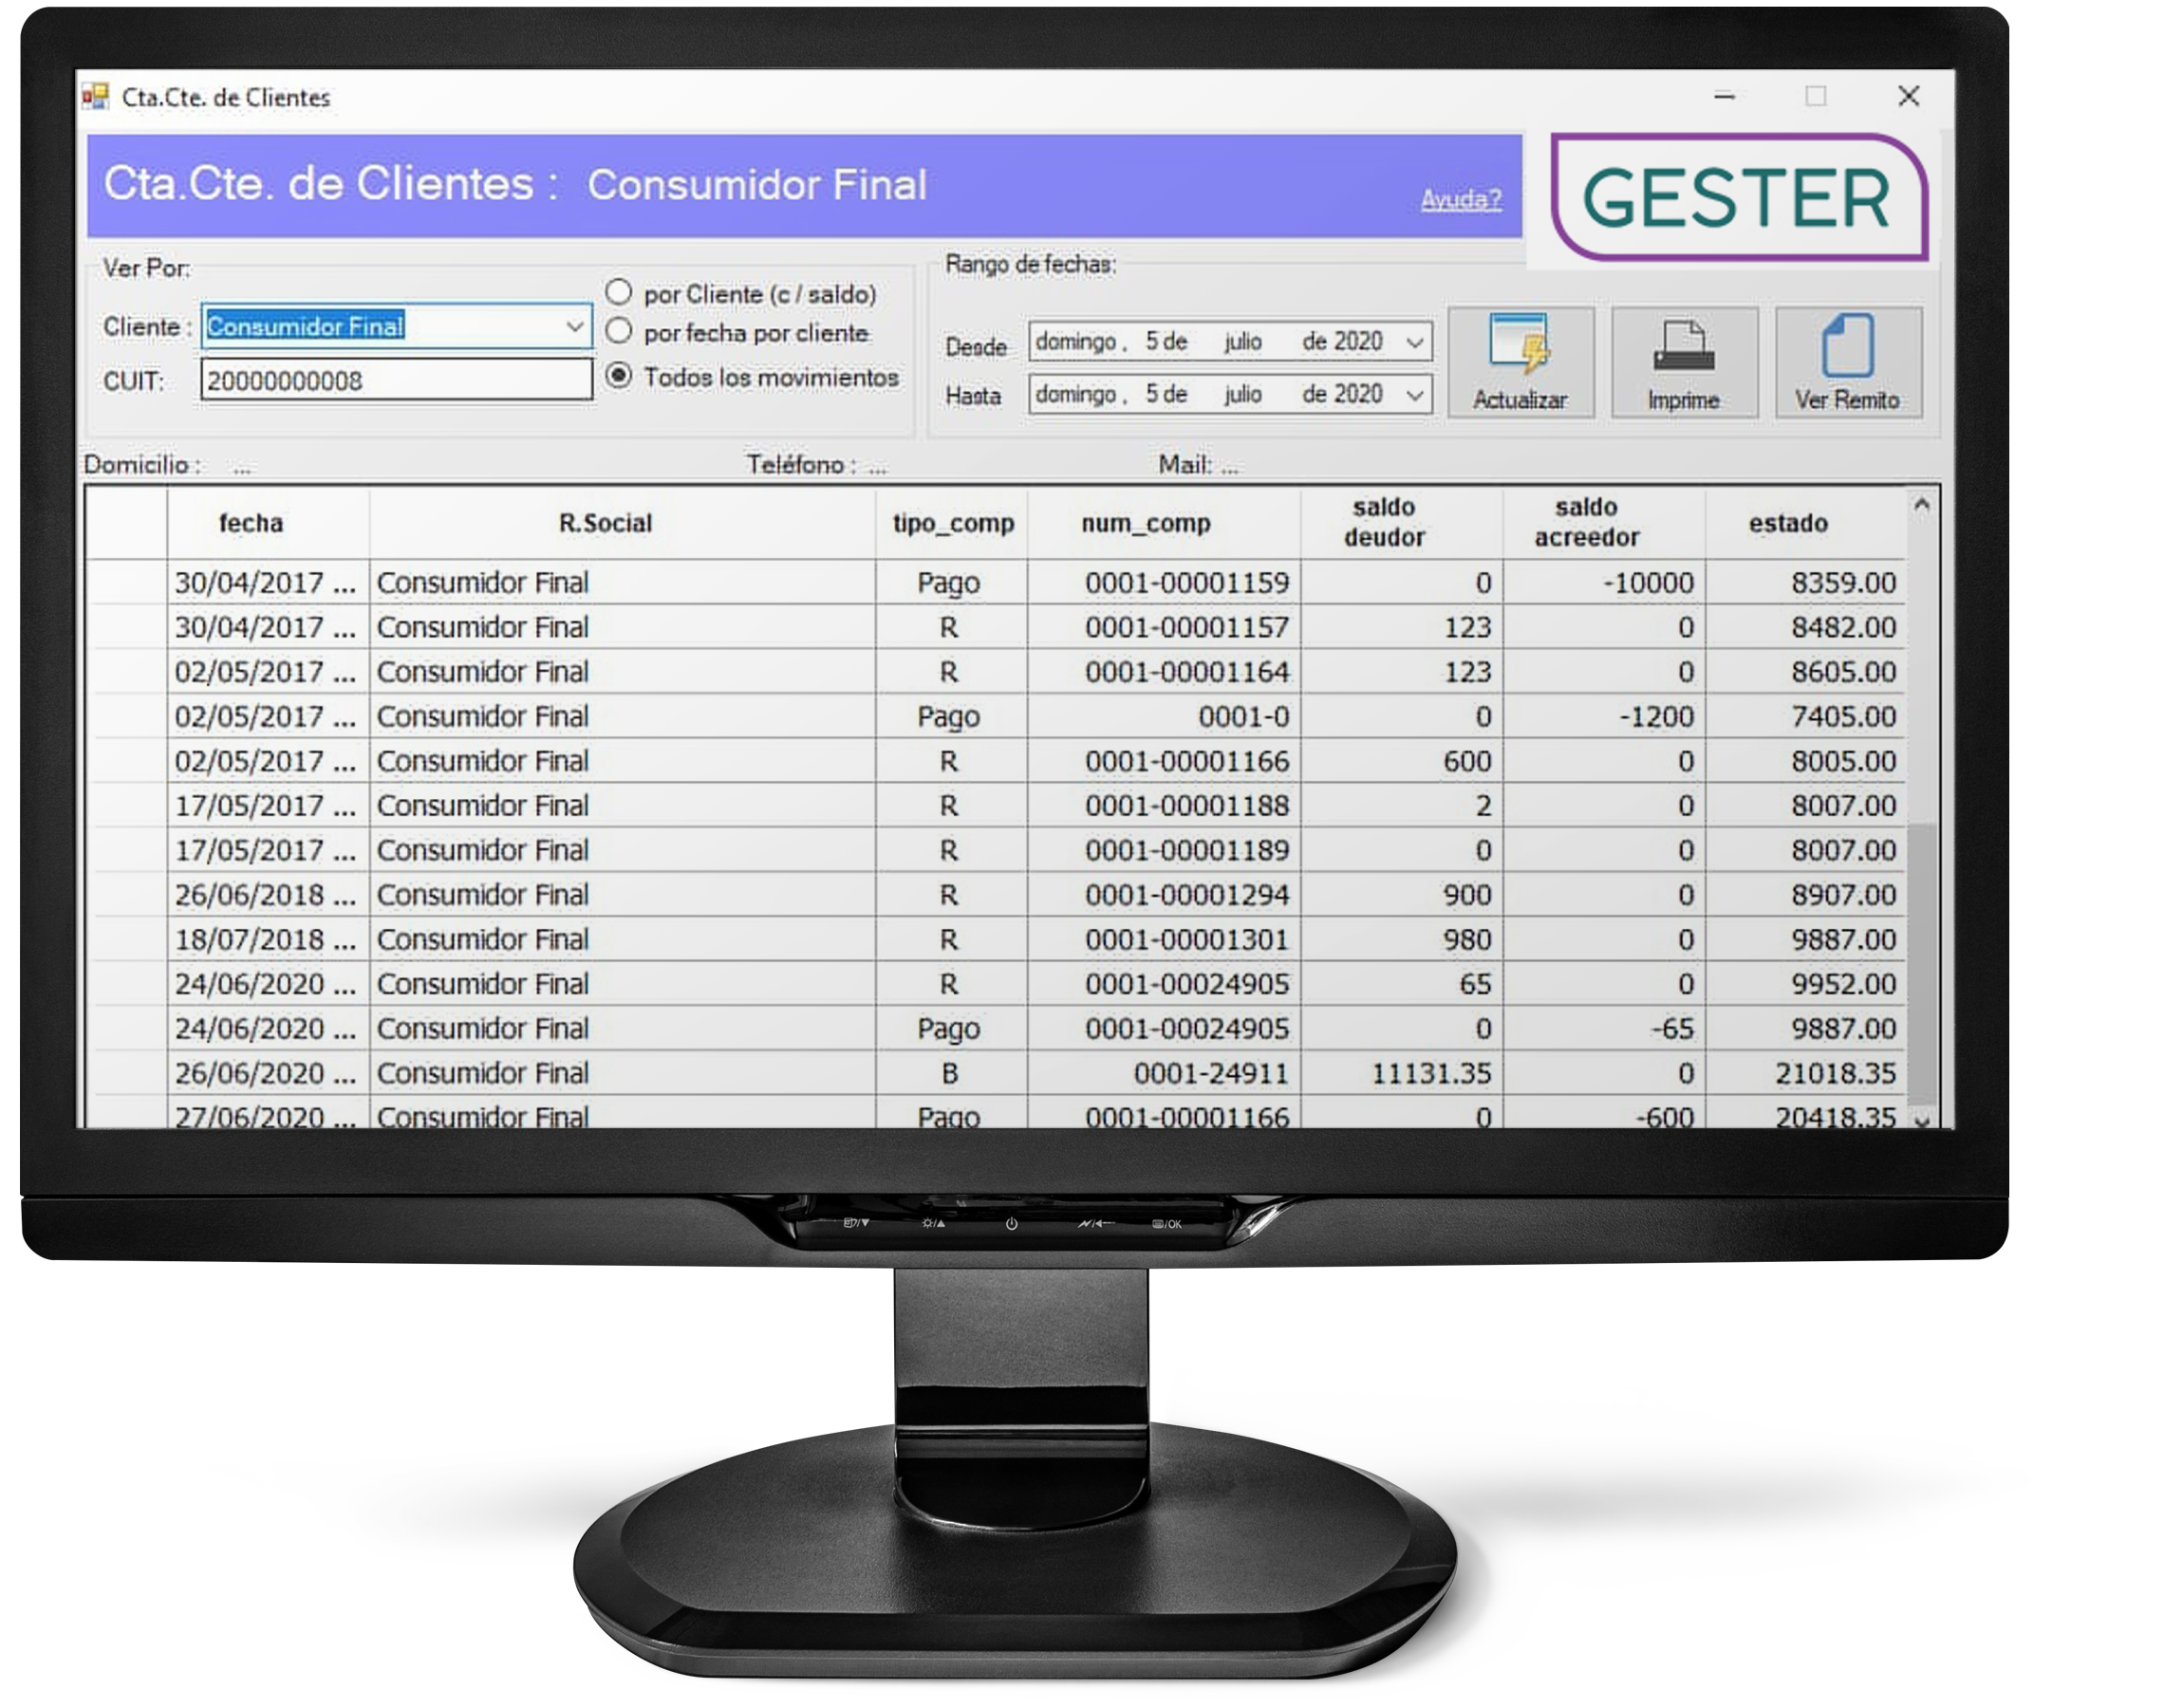 Cta.Cte. de Clientes
Cta.Cte. de Clientes : Consumidor Final
Ayuda?
GESTER
Ver Por:
Cliente : Consumidor Final
CUIT: 20000000008
por Cliente (c / saldo)
por fecha por cliente
Todos los movimientos
Rango de fechas:
Desde domingo , 5 de julio de 2020
Hasta domingo , 5 de julio de 2020
Actualizar
Imprime
Ver Remito
Domicilio : ... Teléfono : ... Mail: ...
fecha R.Social tipo_comp num_comp saldo deudor saldo acreedor estado
30/04/2017 ... Consumidor Final Pago 0001-00001159 0 -10000 8359.00
30/04/2017 ... Consumidor Final R 0001-00001157 123 0 8482.00
02/05/2017 ... Consumidor Final R 0001-00001164 123 0 8605.00
02/05/2017 ... Consumidor Final Pago 0001-0 0 -1200 7405.00
02/05/2017 ... Consumidor Final R 0001-00001166 600 0 8005.00
17/05/2017 ... Consumidor Final R 0001-00001188 2 0 8007.00
17/05/2017 ... Consumidor Final R 0001-00001189 0 0 8007.00
26/06/2018 ... Consumidor Final R 0001-00001294 900 0 8907.00
18/07/2018 ... Consumidor Final R 0001-00001301 980 0 9887.00
24/06/2020 ... Consumidor Final R 0001-00024905 65 0 9952.00
24/06/2020 ... Consumidor Final Pago 0001-00024905 0 -65 9887.00
26/06/2020 ... Consumidor Final B 0001-24911 11131.35 0 21018.35
27/06/2020 ... Consumidor Final Pago 0001-00001166 0 -600 20418.35
/OK